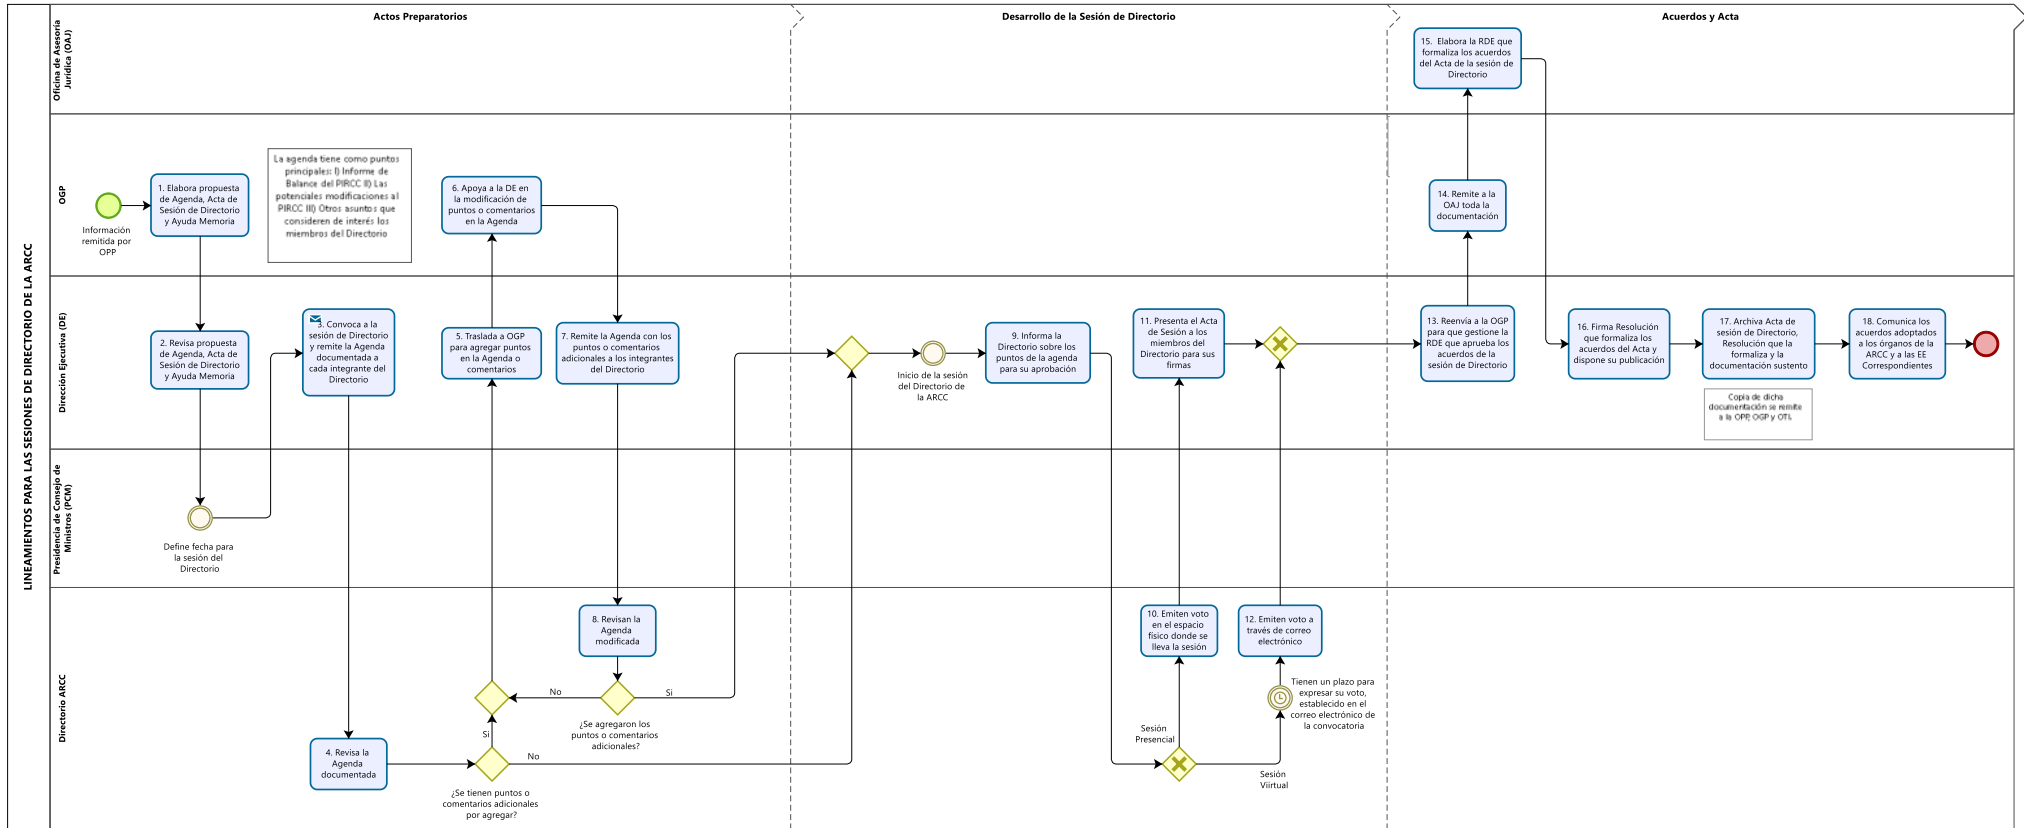 LINEAMIENTOS PARA LAS SESIONES DE DIRECTORIO DE LA ARCC
Actos Preparatorios
Desarrollo de la Sesión de Directorio
Acuerdos y Acta
Oficina de Asesoría
Jurídica (OAJ)
15. Elabora la RDE que
formaliza los acuerdos
del Acta de la sesión de
Directorio
OGP
Información
remitida por
OPP
1. Elabora propuesta
de Agenda, Acta de
Sesión de Directorio
y Ayuda Memoria
La agenda tiene como puntos
principales: I) Informe de
Balance del PIRCC II) Las
potenciales modificaciones al
PIRCC III) Otros asuntos que
consideren de interés los
miembros del Directorio
6. Apoya a la DE en
la modificación de
puntos o comentarios
en la Agenda
14. Remite a la
OAJ toda la
documentación
Dirección Ejecutiva (DE)
2. Revisa propuesta
de Agenda, Acta de
Sesión de Directorio
y Ayuda Memoria
3. Convoca a la
sesión de Directorio
y remite la Agenda
documentada a
cada integrante del
Directorio
5. Traslada a OGP
para agregar puntos
en la Agenda o
comentarios
7. Remite la Agenda con los
puntos o comentarios
adicionales a los integrantes
del Directorio
Inicio de la sesión
del Directorio de
la ARCC
9. Informa la
Directorio sobre los
puntos de la agenda
para su aprobación
11. Presenta el Acta
de Sesión a los
miembros del
Directorio para sus
firmas
13. Reenvía a la OGP
para que gestione la
RDE que aprueba los
acuerdos de la
sesión de Directorio
16. Firma Resolución
que formaliza los
acuerdos del Acta y
dispone su publicación
17. Archiva Acta de
sesión de Directorio,
Resolución que la
formaliza y la
documentación sustento
Copia de dicha
documentación se remite
a la OPP, OGP y OTI.
18. Comunica los
acuerdos adoptados
a los órganos de la
ARCC y a las EE
Correspondientes
Presidencia de Consejo de
Ministros (PCM)
Define fecha para
la sesión del
Directorio
Directorio ARCC
4. Revisa la
Agenda
documentada
¿Se tienen puntos o
comentarios adicionales
por agregar?
Si
No
8. Revisan la
Agenda
modificada
¿Se agregaron los
puntos o comentarios
adicionales?
No
Si
10. Emiten voto
en el espacio
físico donde se
lleva la sesión
12. Emiten voto a
través de correo
electrónico
Tienen un plazo para
expresar su voto,
establecido en el
correo electrónico de
la convocatoria
Sesión
Presencial
Sesión
Viirtual